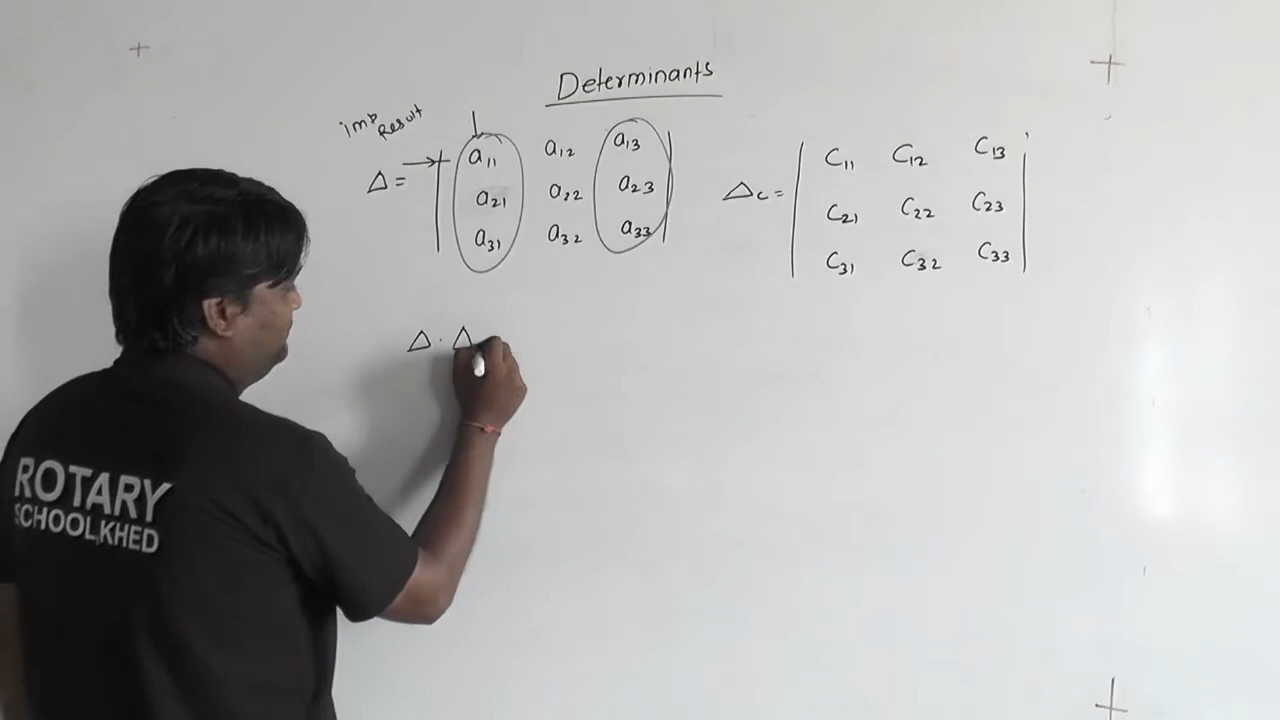 Determinants
imp Result
Δ = | a11 a12 a13 |
| a21 a22 a23 |
| a31 a32 a33 |
Δc = | C11 C12 C13 |
| C21 C22 C23 |
| C31 C32 C33 |
Δ · Δ
ROTARY
SCHOOL,KHED